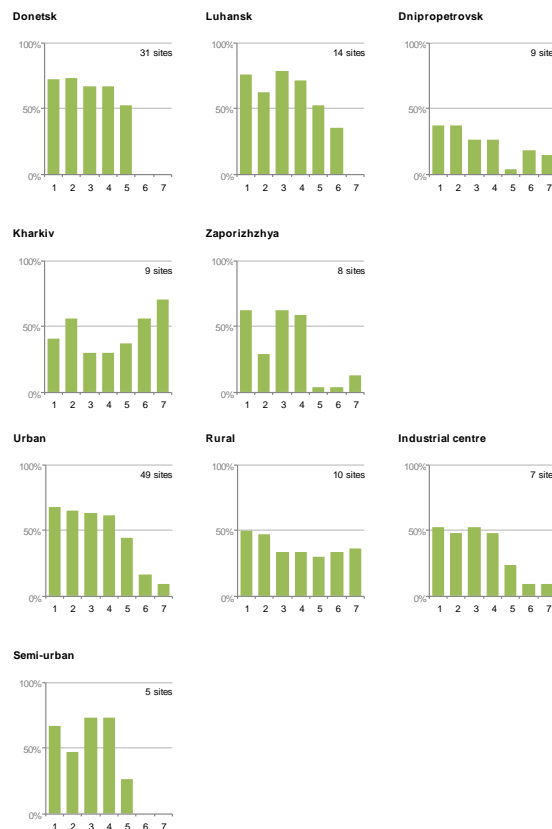 Donetsk Luhansk Dnipropetrovsk
100% 31 sites 100% 14 sites 100% 9 site
50% 50% 50%
0% 0% 0%
1 2 3 4 5 6 7 1 2 3 4 5 6 7 1 2 3 4 5 6 7
Kharkiv Zaporizhzhya
100% 9 sites 100% 8 sites
50% 50%
0% 0%
1 2 3 4 5 6 7 1 2 3 4 5 6 7
Urban Rural Industrial centre
100% 49 sites 100% 10 sites 100% 7 site
50% 50% 50%
0% 0% 0%
1 2 3 4 5 6 7 1 2 3 4 5 6 7 1 2 3 4 5 6 7
Semi-urban
100% 5 sites
50%
0%
1 2 3 4 5 6 7